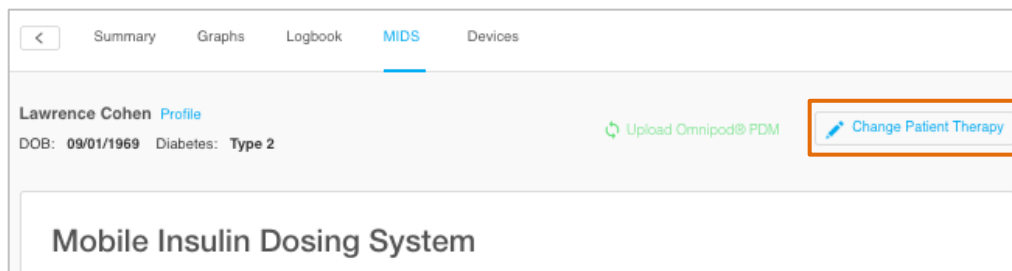 Summary Graphs Logbook MIDS Devices
Lawrence Cohen Profile
DOB: 09/01/1969 Diabetes: Type 2
Upload Omnipod® PDM
Change Patient Therapy
Mobile Insulin Dosing System